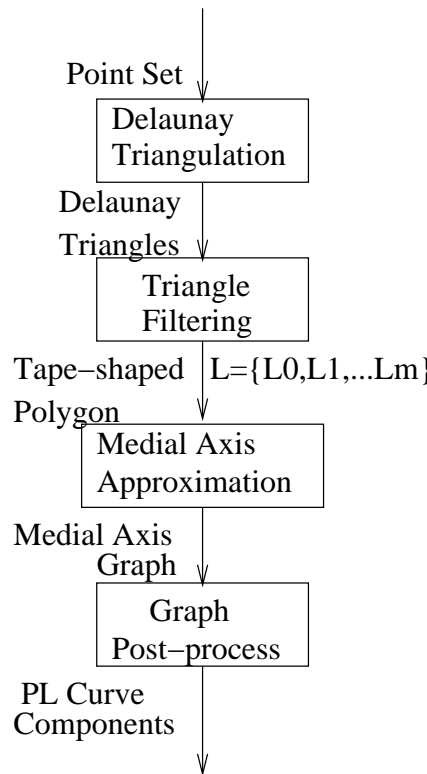 Point Set
Delaunay
Triangulation
Delaunay
Triangles
Triangle
Filtering
Tape-shaped L={L0,L1,...Lm}
Polygon
Medial Axis
Approximation
Medial Axis
Graph
Graph
Post-process
PL Curve
Components